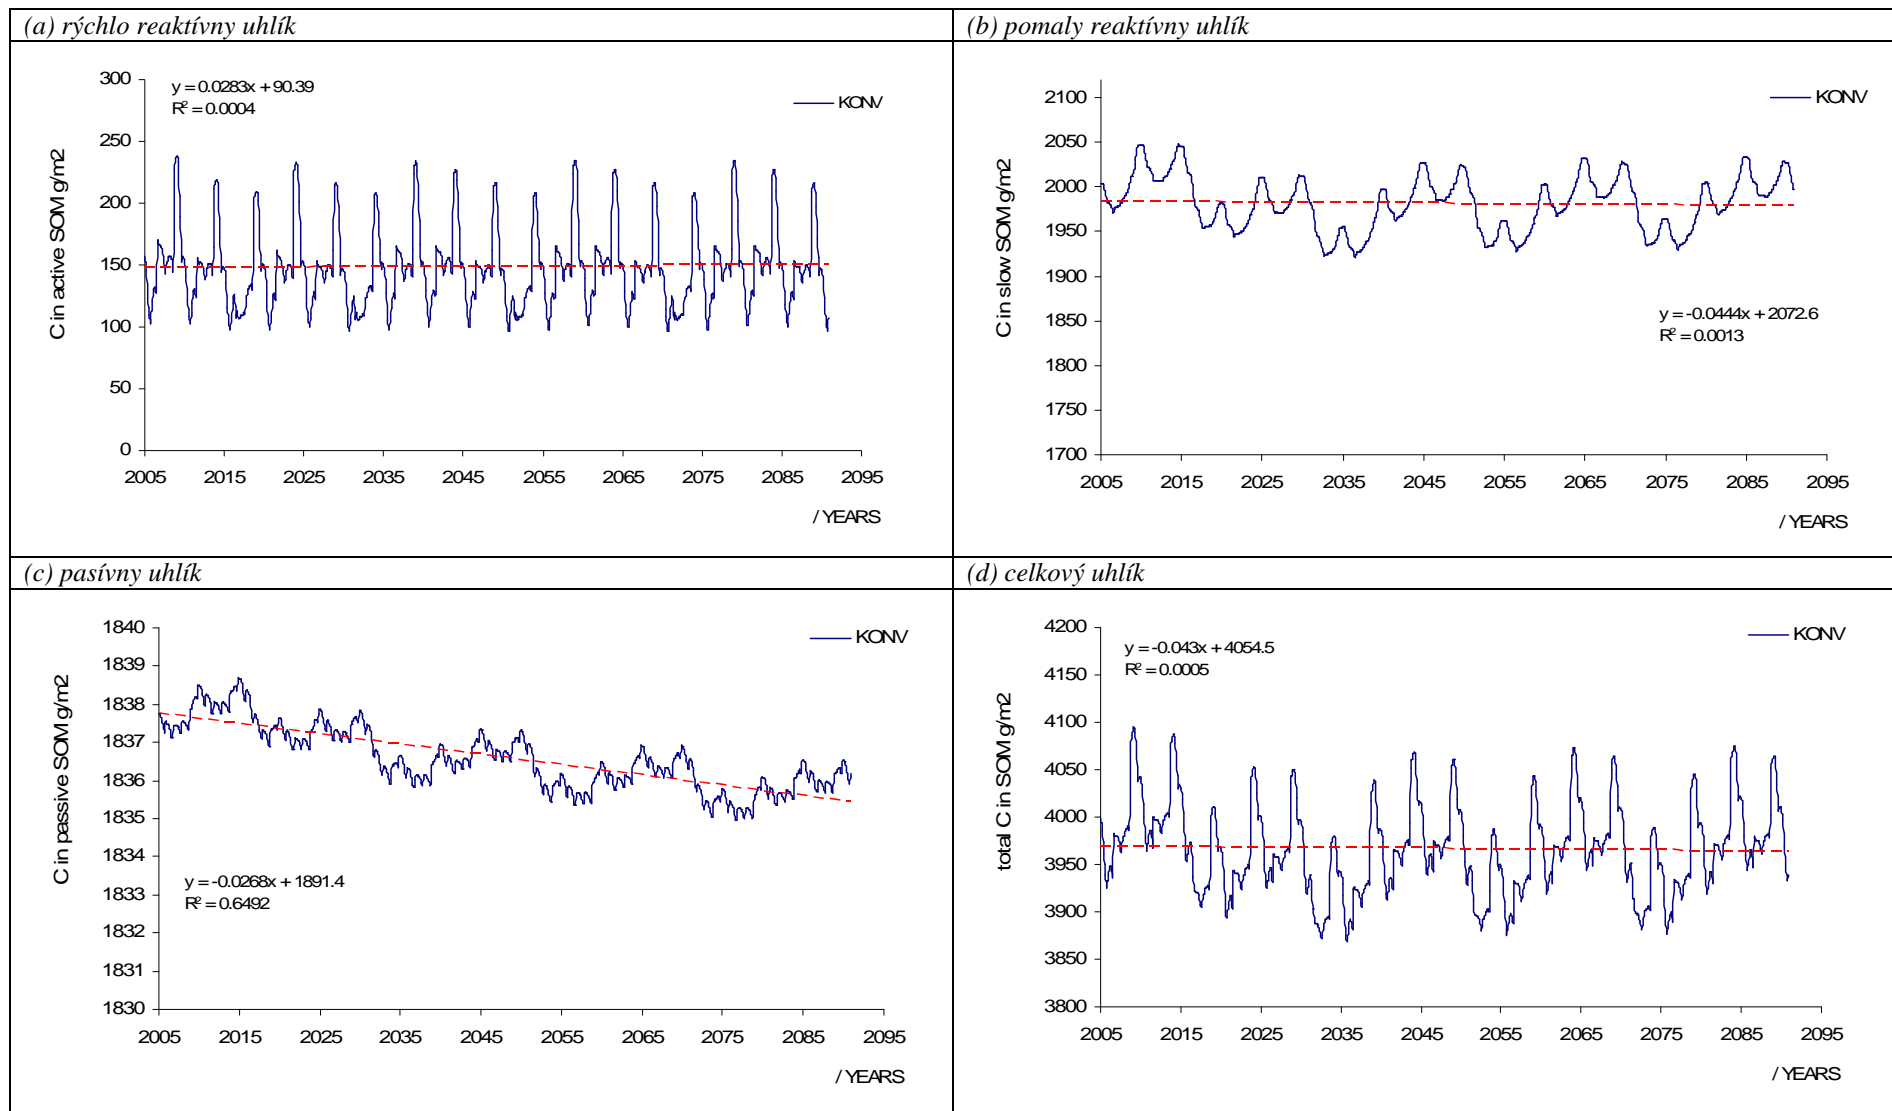 (a) rýchlo reaktívny uhlík
(b) pomaly reaktívny uhlík
y = 0.0283x + 90.39
R² = 0.0004
KONV
C in active SOM g/m2
300
250
200
150
100
50
0
2005 2015 2025 2035 2045 2055 2065 2075 2085 2095
/ YEARS
KONV
C in slow SOM g/m2
2100
2050
2000
1950
1900
1850
1800
1750
1700
y = -0.0444x + 2072.6
R² = 0.0013
2005 2015 2025 2035 2045 2055 2065 2075 2085 2095
/ YEARS
(c) pasívny uhlík
(d) celkový uhlík
KONV
C in passive SOM g/m2
1840
1839
1838
1837
1836
1835
1834
1833
1832
1831
1830
y = -0.0268x + 1891.4
R² = 0.6492
2005 2015 2025 2035 2045 2055 2065 2075 2085 2095
/ YEARS
y = -0.043x + 4054.5
R² = 0.0005
KONV
total C in SOM g/m2
4200
4150
4100
4050
4000
3950
3900
3850
3800
2005 2015 2025 2035 2045 2055 2065 2075 2085 2095
/ YEARS